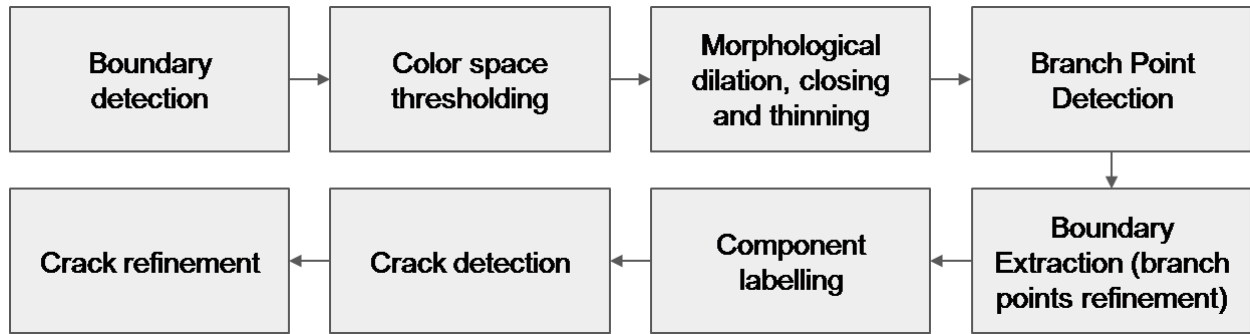 Boundary
detection
Color space
thresholding
Morphological
dilation, closing
and thinning
Branch Point
Detection
Boundary
Extraction (branch
points refinement)
Component
labelling
Crack detection
Crack refinement